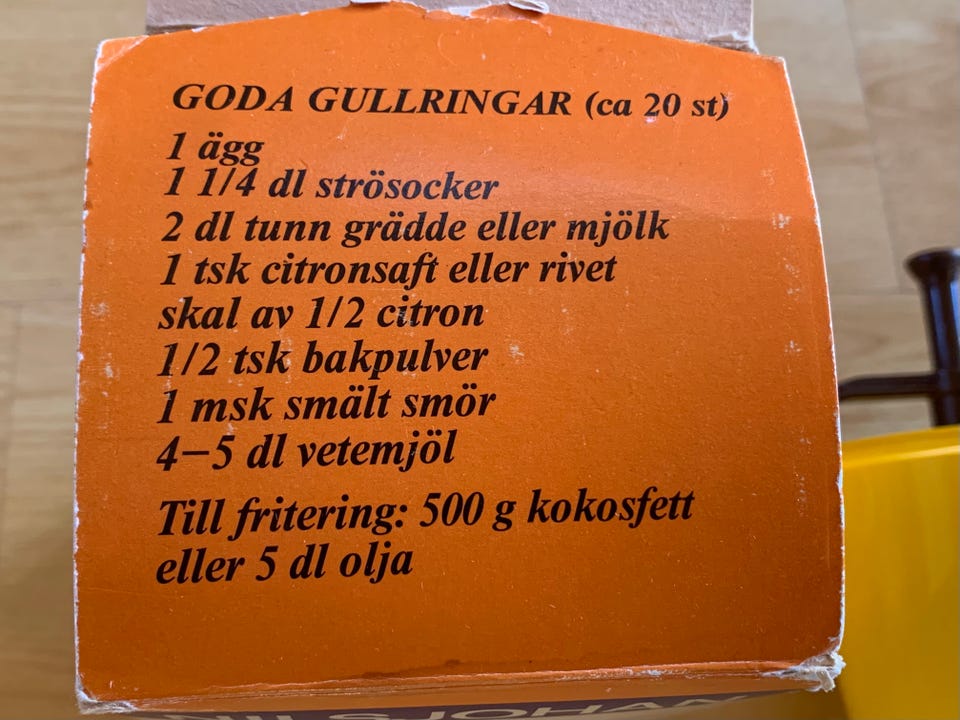 GODA GULLRINGAR (ca 20 st)
1 ägg
1 1/4 dl strösocker
2 dl tunn grädde eller mjölk
1 tsk citronsaft eller rivet
skal av 1/2 citron
1/2 tsk bakpulver
1 msk smält smör
4–5 dl vetemjöl
Till fritering: 500 g kokosfett
eller 5 dl olja